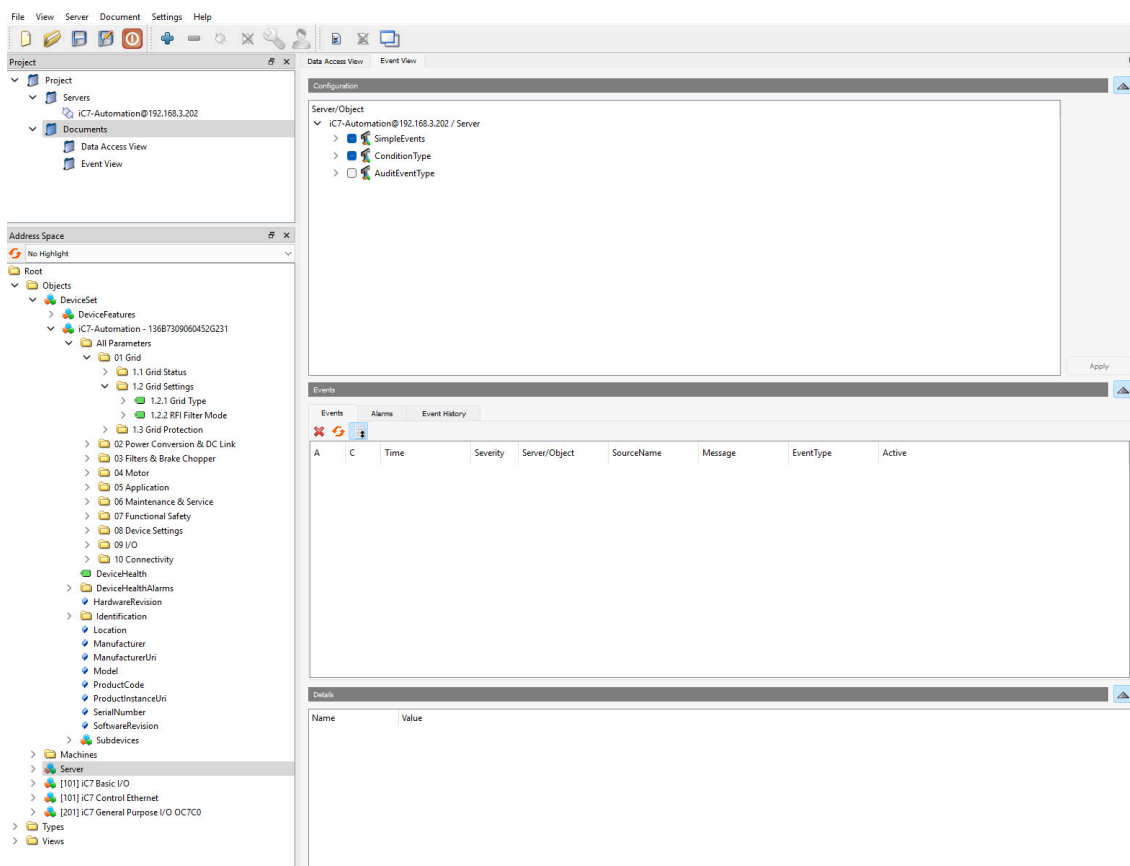 File View Server Document Settings Help
Project
Project
Servers
iC7-Automation@192.168.3.202
Documents
Data Access View
Event View
Address Space
No Highlight
Root
Objects
DeviceSet
DeviceFeatures
iC7-Automation - 136B7309060452G231
All Parameters
01 Grid
1.1 Grid Status
1.2 Grid Settings
1.2.1 Grid Type
1.2.2 RFI Filter Mode
1.3 Grid Protection
02 Power Conversion & DC Link
03 Filters & Brake Chopper
04 Motor
05 Application
06 Maintenance & Service
07 Functional Safety
08 Device Settings
09 I/O
10 Connectivity
DeviceHealth
DeviceHealthAlarms
HardwareRevision
Identification
Location
Manufacturer
ManufacturerUri
Model
ProductCode
ProductInstanceUri
SerialNumber
SoftwareRevision
Subdevices
Machines
Server
[101] iC7 Basic I/O
[101] iC7 Control Ethernet
[201] iC7 General Purpose I/O OC7C0
Types
Views
Data Access View Event View
Configuration
Server/Object
iC7-Automation@192.168.3.202 / Server
SimpleEvents
ConditionType
AuditEventType
Apply
Events
Events Alarms Event History
A C Time Severity Server/Object SourceName Message EventType Active
Details
Name Value